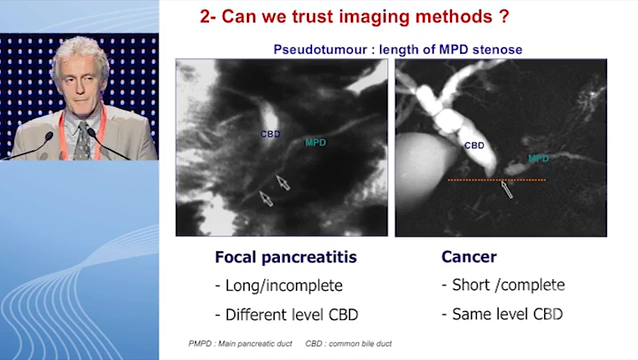 2- Can we trust imaging methods ?
Pseudotumour : length of MPD stenose
CBD
MPD
CBD
MPD
Focal pancreatitis
- Long/incomplete
- Different level CBD
Cancer
- Short /complete
- Same level CBD
PMPD : Main pancreatic duct CBD : common bile duct